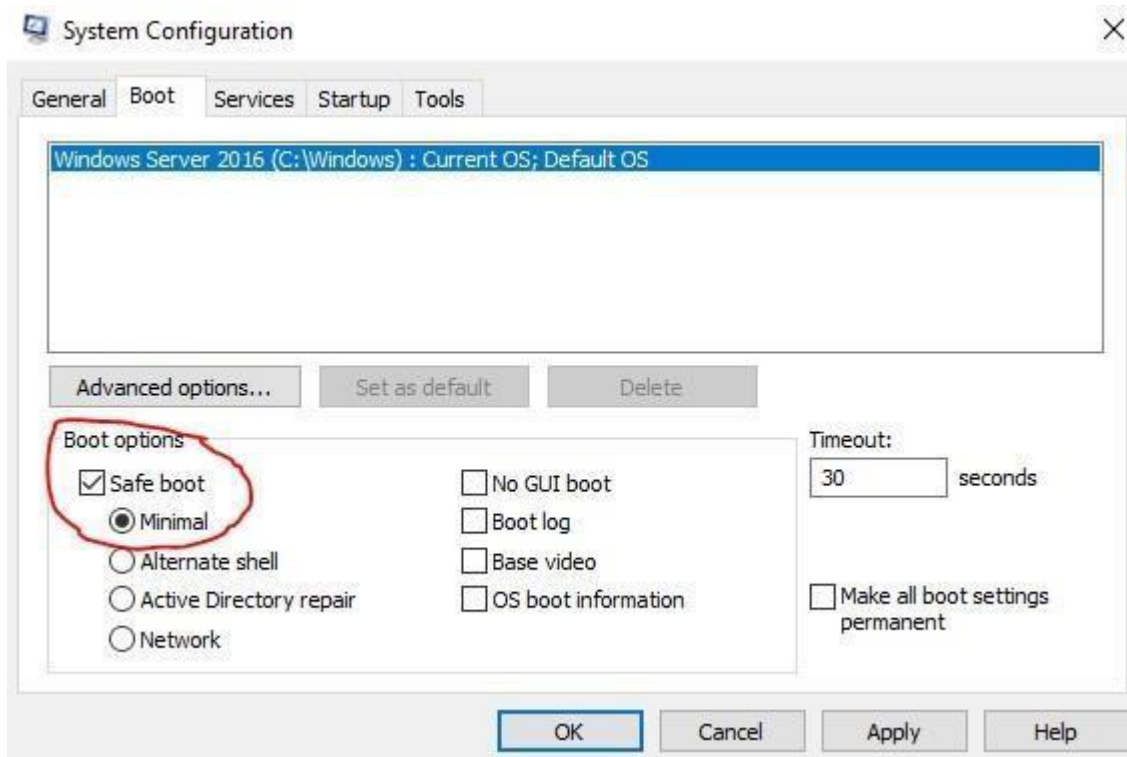 System Configuration
General Boot Services Startup Tools
Windows Server 2016 (C:\Windows) : Current OS; Default OS
Advanced options... Set as default Delete
Boot options
Timeout:
Safe boot No GUI boot 30 seconds
Minimal Boot log
Alternate shell Base video
Active Directory repair OS boot information Make all boot settings
permanent
Network
OK Cancel Apply Help